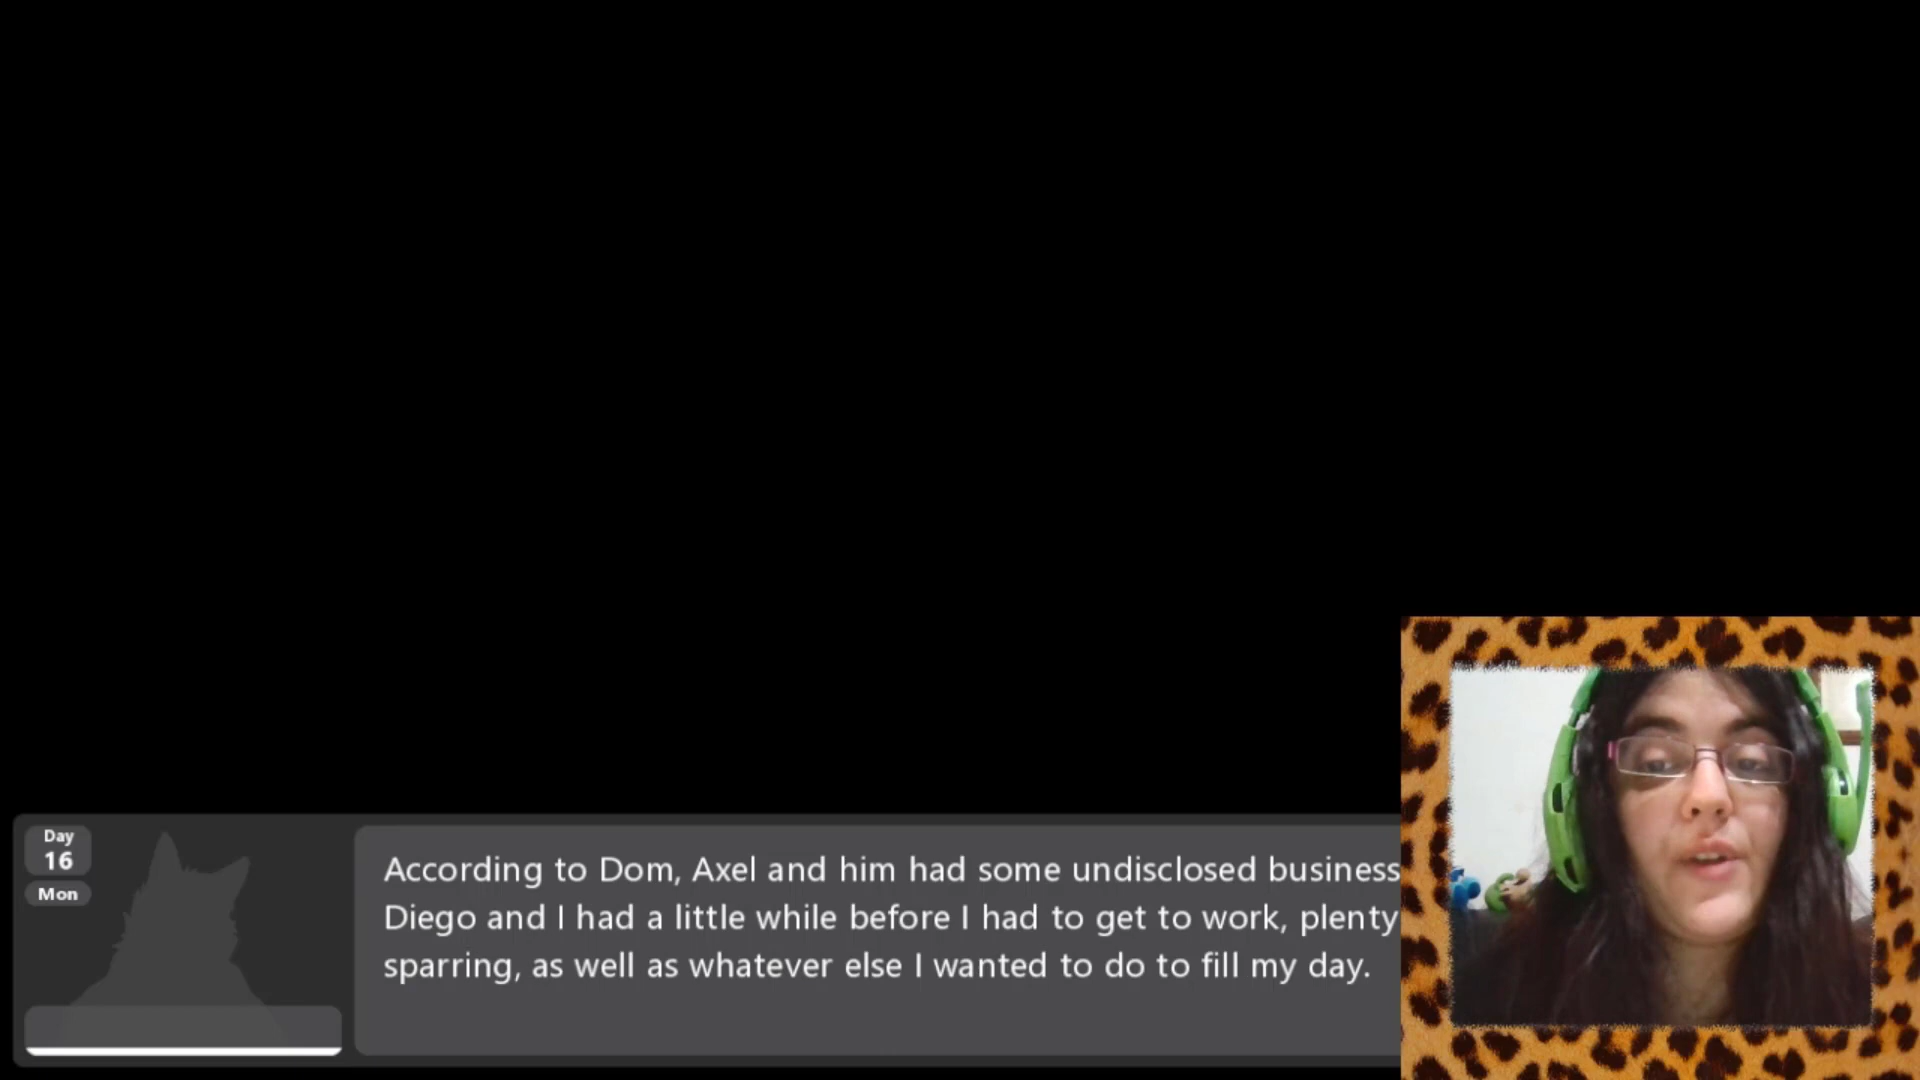 Day
16
Mon
According to Dom, Axel and him had some undisclosed business
Diego and I had a little while before I had to get to work, plenty
sparring, as well as whatever else I wanted to do to fill my day.